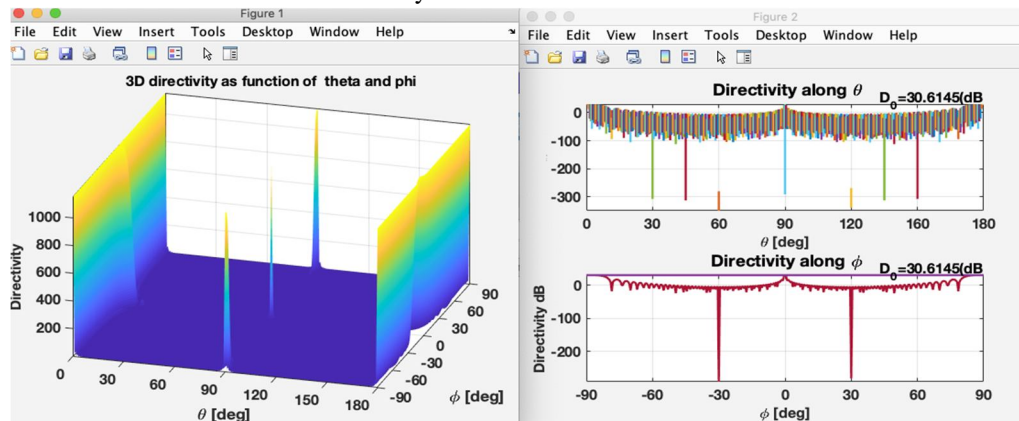 Figure 1
File Edit View Insert Tools Desktop Window Help
3D directivity as function of theta and phi
Directivity
1000
800
600
400
200
0 30 60 90 120 150 180
θ [deg]
90
60
30
0
-30
-60
-90
ϕ [deg]
Figure 2
File Edit View Insert Tools Desktop Window Help
Directivity along θ
D₀=30.6145(dB
0
-100
-200
-300
0 30 60 90 120 160 180
θ [deg]
Directivity along ϕ
D₀=30.6145(dB
Directivity dB
0
-100
-200
-90 -60 -30 0 30 60 90
ϕ [deg]